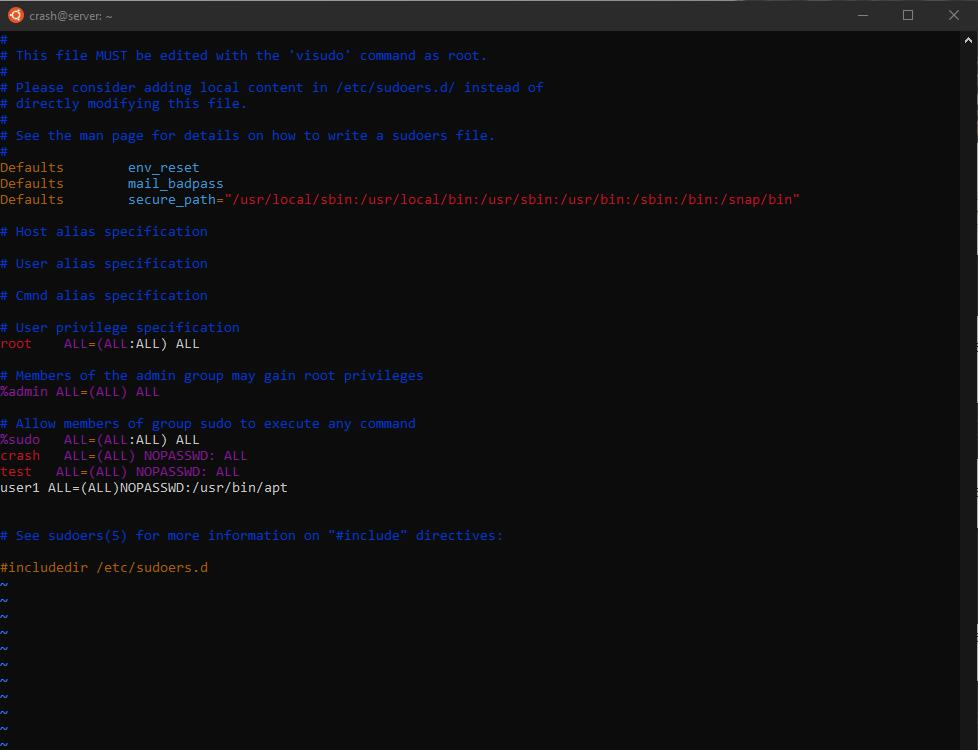 crash@server: ~
#
# This file MUST be edited with the 'visudo' command as root.
#
# Please consider adding local content in /etc/sudoers.d/ instead of
# directly modifying this file.
#
# See the man page for details on how to write a sudoers file.
#
Defaults        env_reset
Defaults        mail_badpass
Defaults        secure_path="/usr/local/sbin:/usr/local/bin:/usr/sbin:/usr/bin:/sbin:/bin:/snap/bin"
# Host alias specification
# User alias specification
# Cmnd alias specification
# User privilege specification
root    ALL=(ALL:ALL) ALL
# Members of the admin group may gain root privileges
%admin ALL=(ALL) ALL
# Allow members of group sudo to execute any command
%sudo   ALL=(ALL:ALL) ALL
crash   ALL=(ALL) NOPASSWD: ALL
test   ALL=(ALL) NOPASSWD: ALL
user1 ALL=(ALL)NOPASSWD:/usr/bin/apt
# See sudoers(5) for more information on "#include" directives:
#includedir /etc/sudoers.d
~
~
~
~
~
~
~
~
~
~
~